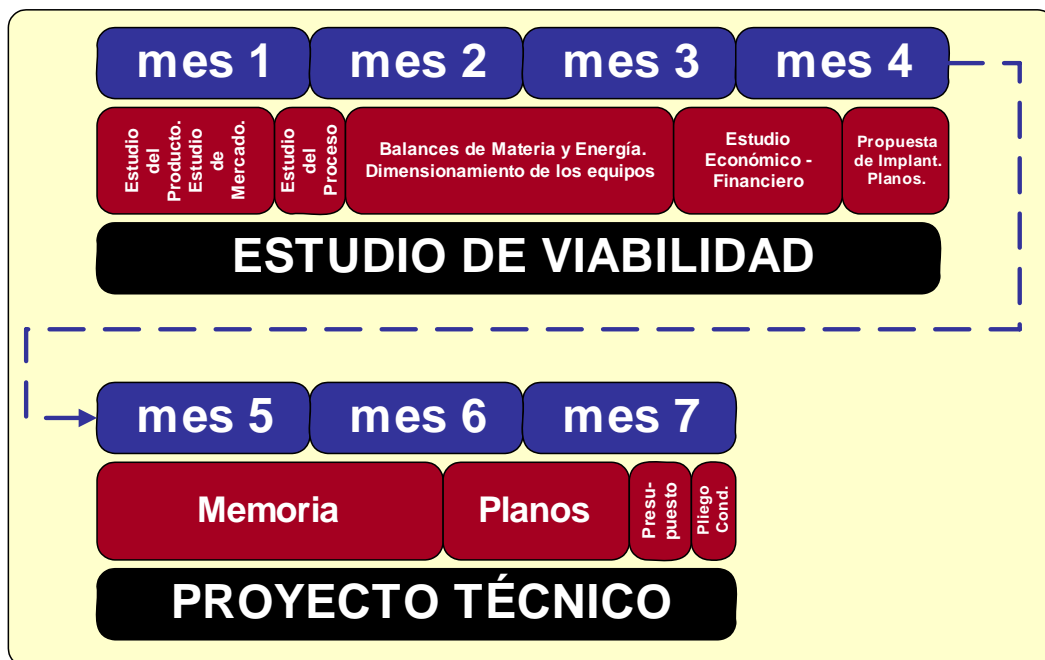 mes 1
mes 2
mes 3
mes 4
Estudio
del
Producto.
Estudio
de
Mercado.
Estudio
del
Proceso
Balances de Materia y Energía.
Dimensionamiento de los equipos
Estudio
Económico -
Financiero
Propuesta
de Implant.
Planos.
ESTUDIO DE VIABILIDAD
mes 5
mes 6
mes 7
Memoria
Planos
Presu-
puesto
Pliego
Cond.
PROYECTO TÉCNICO